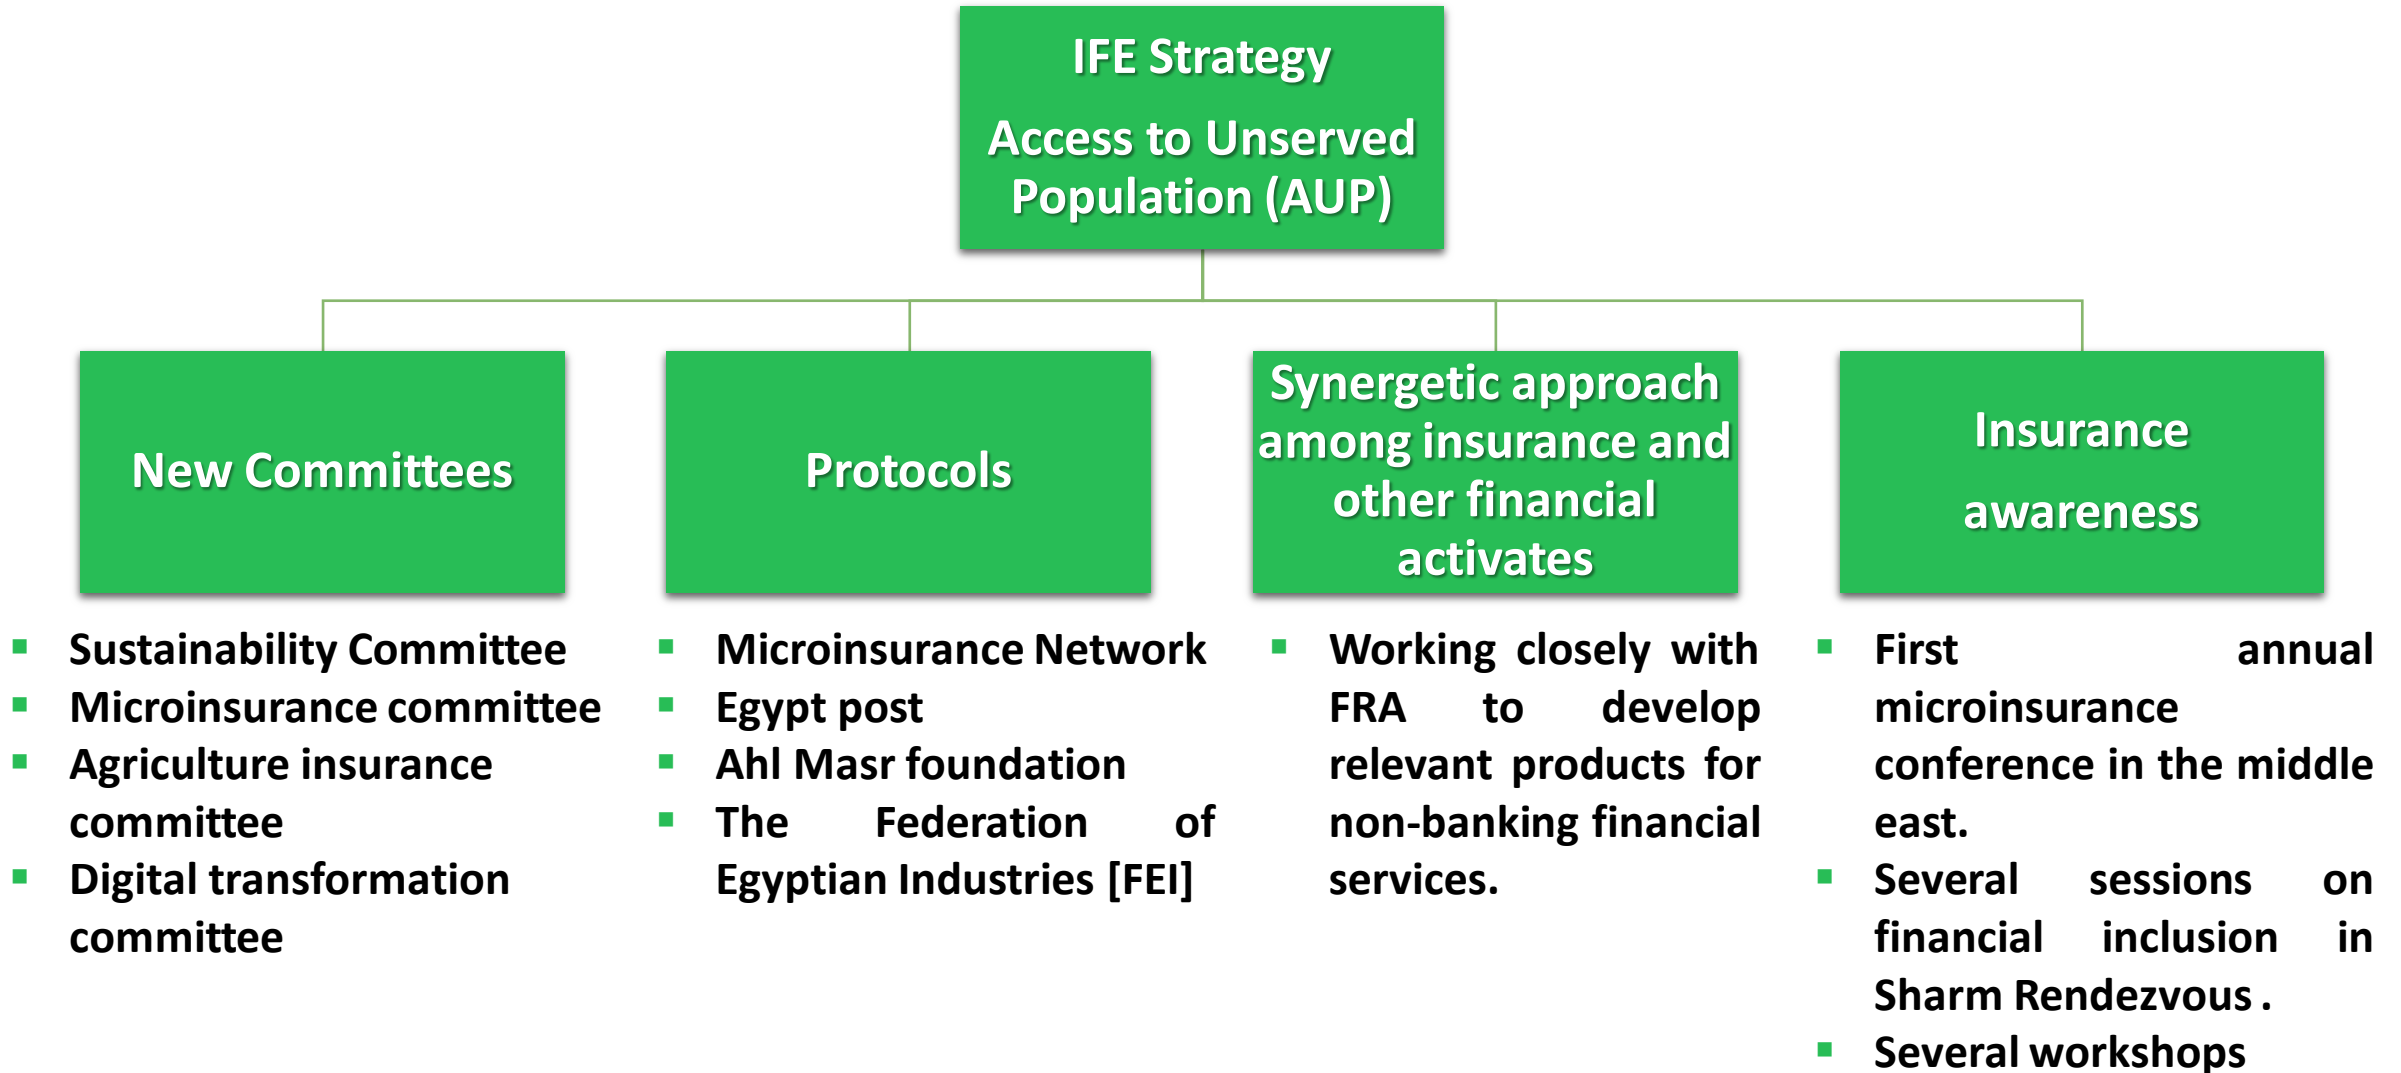 IFE Strategy
Access to Unserved
Population (AUP)
New Committees
Protocols
Synergetic approach
among insurance and
other financial
activates
Insurance
awareness
Sustainability Committee
Microinsurance committee
Agriculture insurance
committee
Digital transformation
committee
Microinsurance Network
Egypt post
Ahl Masr foundation
The Federation of
Egyptian Industries [FEI]
Working closely with
FRA to develop
relevant products for
non-banking financial
services.
First annual
microinsurance
conference in the middle
east.
Several sessions on
financial inclusion in
Sharm Rendezvous .
Several workshops